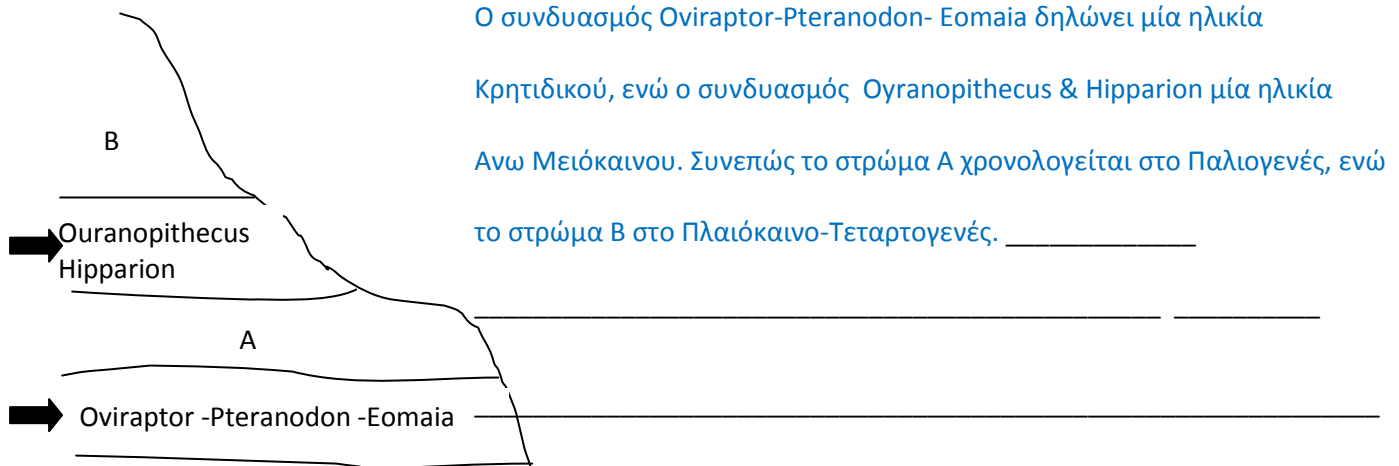 Ο συνδυασμός Oviraptor-Pteranodon- Eomaia δηλώνει μία ηλικία
Κρητιδικού, ενώ ο συνδυασμός Oyranopithecus & Hipparion μία ηλικία
Ανω Μειόκαινου. Συνεπώς το στρώμα Α χρονολογείται στο Παλιογενές, ενώ
το στρώμα Β στο Πλαιόκαινο-Τεταρτογενές. _____________
B
Ouranopithecus
Hipparion
A
Oviraptor -Pteranodon -Eomaia